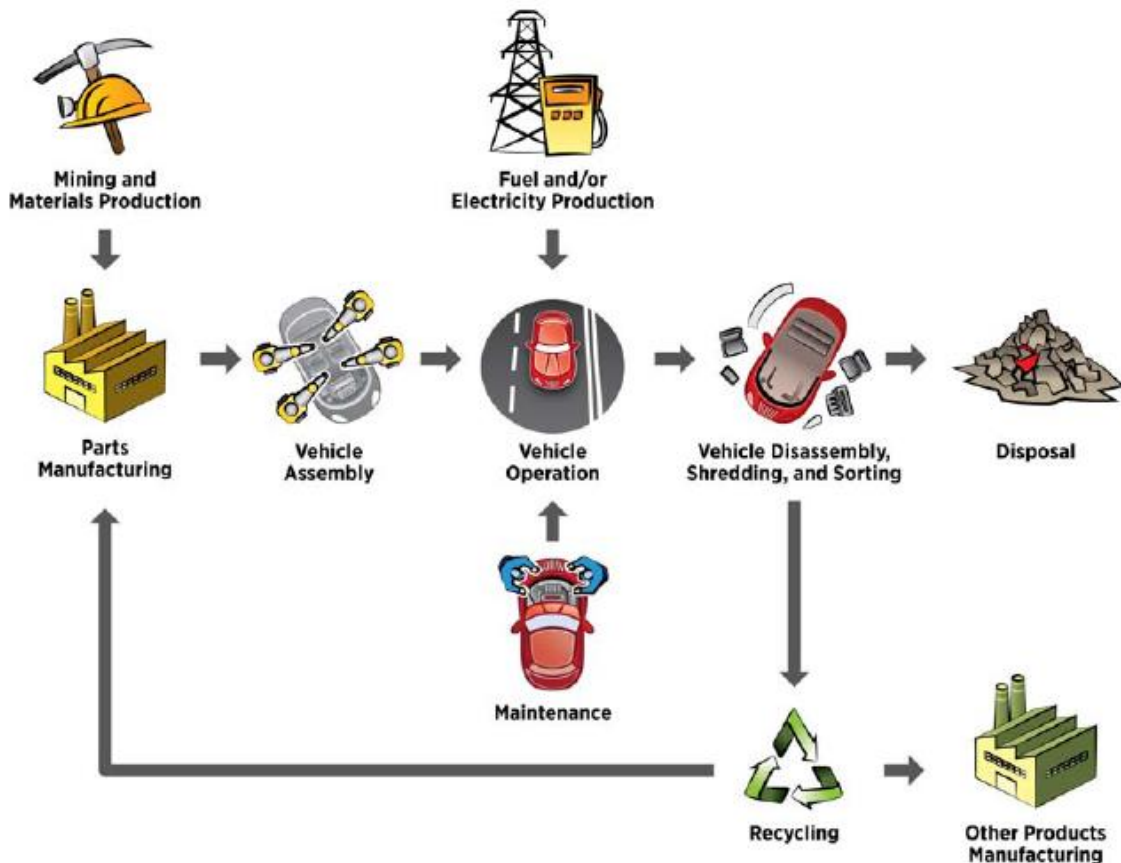 Mining and
Materials Production
Fuel and/or
Electricity Production
Parts
Manufacturing
Vehicle
Assembly
Vehicle
Operation
Vehicle Disassembly,
Shredding, and Sorting
Disposal
Maintenance
Recycling
Other Products
Manufacturing